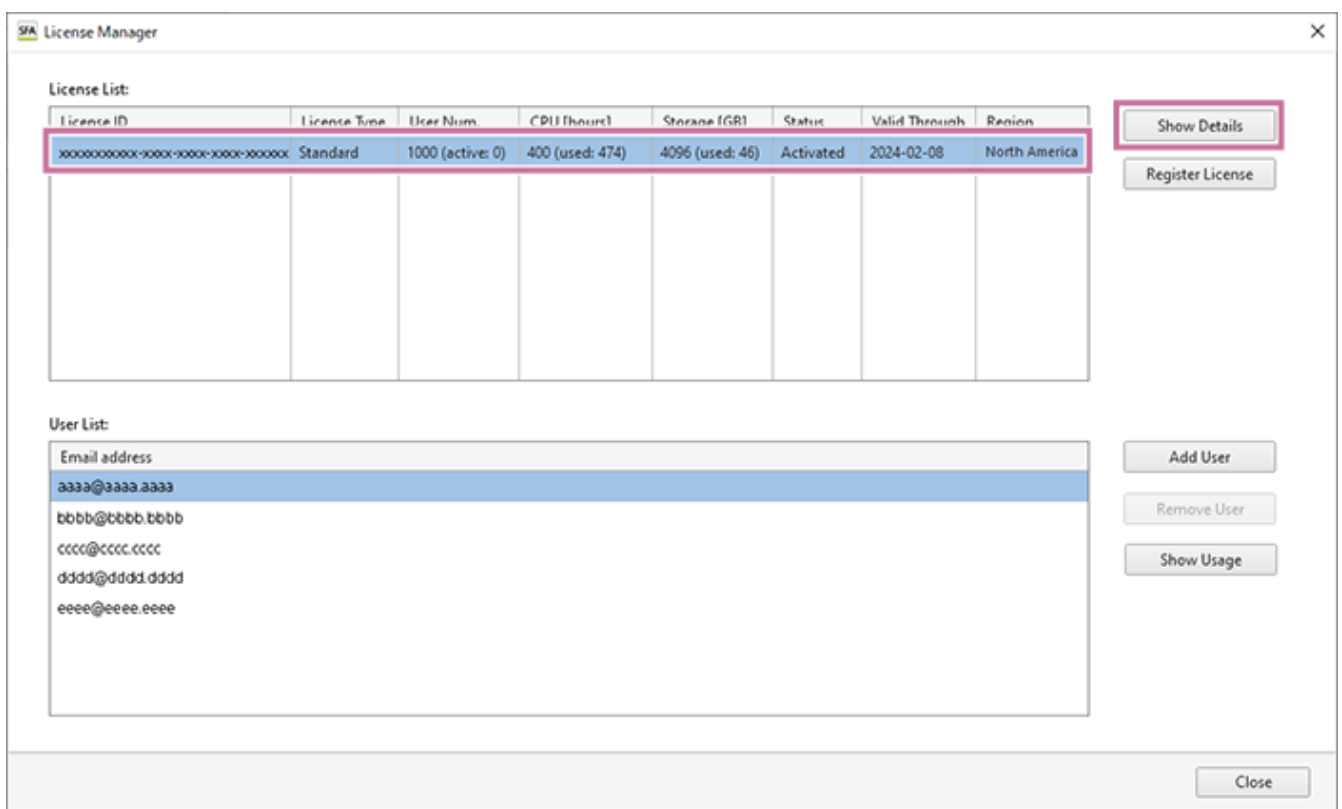 SFA License Manager
License List:
License ID License Type User Num. CPU [hours] Storage [GB] Status Valid Through Region
xxxxxxxxxxx-xxxx-xxxx-xxxx-xxxxxx Standard 1000 (active: 0) 400 (used: 474) 4096 (used: 46) Activated 2024-02-08 North America
Show Details
Register License
User List:
Email address
aaaa@aaaa.aaaa
bbbb@bbbb.bbbb
cccc@cccc.cccc
dddd@dddd.dddd
eeee@eeee.eeee
Add User
Remove User
Show Usage
Close